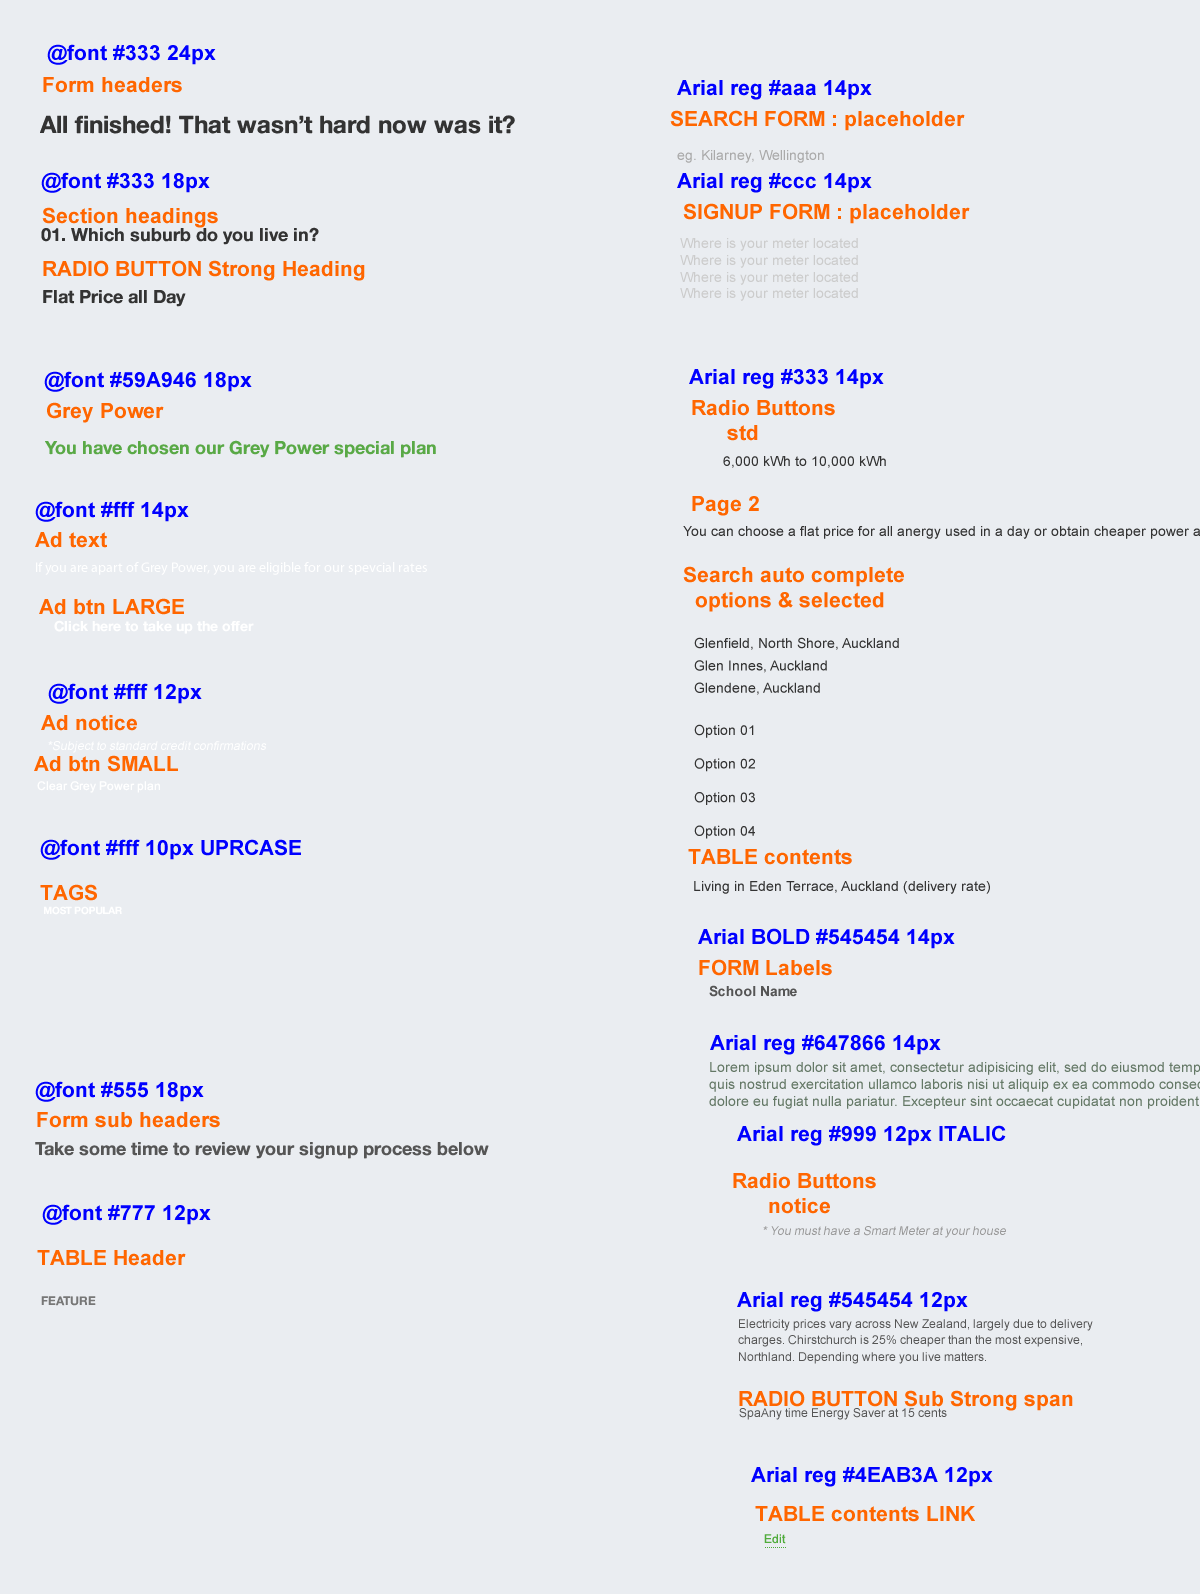 @font #333 24px
Form headers
All finished! That wasn’t hard now was it?
@font #333 18px
Section headings
01. Which suburb do you live in?
RADIO BUTTON Strong Heading
Flat Price all Day
@font #59A946 18px
Grey Power
You have chosen our Grey Power special plan
@font #fff 14px
Ad text
If you are apart of Grey Power, you are eligible for our spevcial rates
Ad btn LARGE
Click here to take up the offer
@font #fff 12px
Ad notice
*Subject to standard credit confirmations
Ad btn SMALL
Clear Grey Power plan
@font #fff 10px UPRCASE
TAGS
MOST POPULAR
@font #555 18px
Form sub headers
Take some time to review your signup process below
@font #777 12px
TABLE Header
FEATURE
Arial reg #aaa 14px
SEARCH FORM : placeholder
eg. Kilarney, Wellington
Arial reg #ccc 14px
SIGNUP FORM : placeholder
Where is your meter located
Where is your meter located
Where is your meter located
Where is your meter located
Arial reg #333 14px
Radio Buttons
std
6,000 kWh to 10,000 kWh
Page 2
You can choose a flat price for all anergy used in a day or obtain cheaper power a
Search auto complete
options & selected
Glenfield, North Shore, Auckland
Glen Innes, Auckland
Glendene, Auckland
Option 01
Option 02
Option 03
Option 04
TABLE contents
Living in Eden Terrace, Auckland (delivery rate)
Arial BOLD #545454 14px
FORM Labels
School Name
Arial reg #647866 14px
Lorem ipsum dolor sit amet, consectetur adipisicing elit, sed do eiusmod temp
quis nostrud exercitation ullamco laboris nisi ut aliquip ex ea commodo consec
dolore eu fugiat nulla pariatur. Excepteur sint occaecat cupidatat non proident
Arial reg #999 12px ITALIC
Radio Buttons
notice
* You must have a Smart Meter at your house
Arial reg #545454 12px
Electricity prices vary across New Zealand, largely due to delivery
charges. Chirstchurch is 25% cheaper than the most expensive,
Northland. Depending where you live matters.
RADIO BUTTON Sub Strong span
SpaAny time Energy Saver at 15 cents
Arial reg #4EAB3A 12px
TABLE contents LINK
Edit